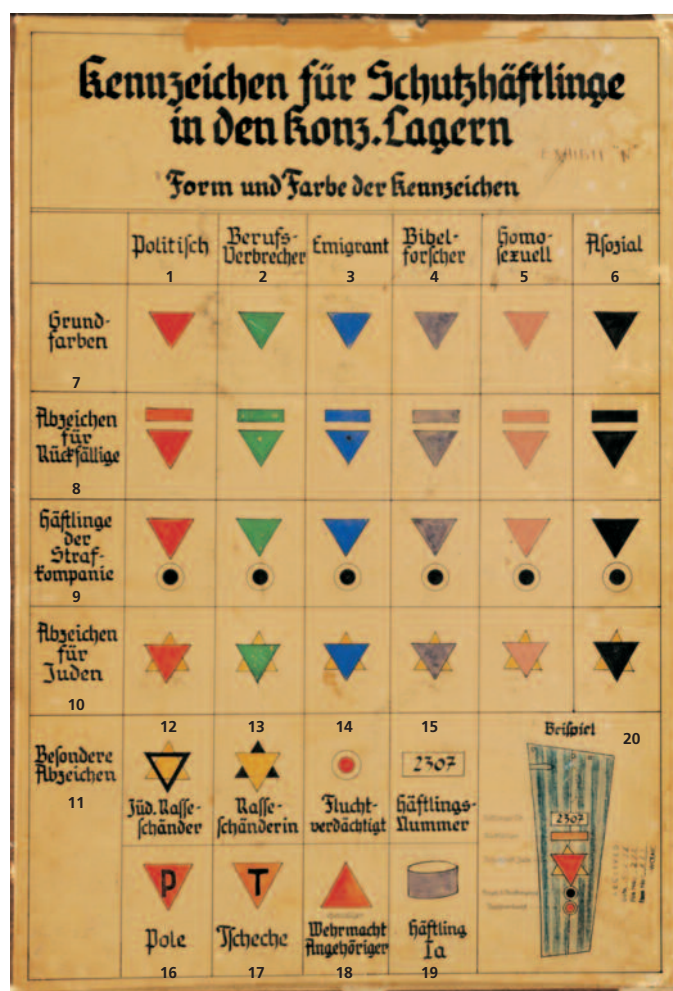 Kennzeichen für Schutzhäftlinge
in den Konz.Lagern
Form und Farbe der Kennzeichen
Politisch
1
Berufs-
Verbrecher
2
Emigrant
3
Bibel-
forscher
4
Homo-
sexuell
5
Asozial
6
Grund-
farben
7
Abzeichen
für
Rückfällige
8
Häftlinge
der
Straf-
kompanie
9
Abzeichen
für
Juden
10
Besondere
Abzeichen
11
12
Jüd. Rasse-
schänder
13
Rasse-
schänderin
14
Flucht-
verdächtigt
15
2307
Häftlings-
Nummer
Beispiel
20
2307
P
Pole
16
T
Tscheche
17
Wehrmacht
Angehöriger
18
Häftling
Ia
19